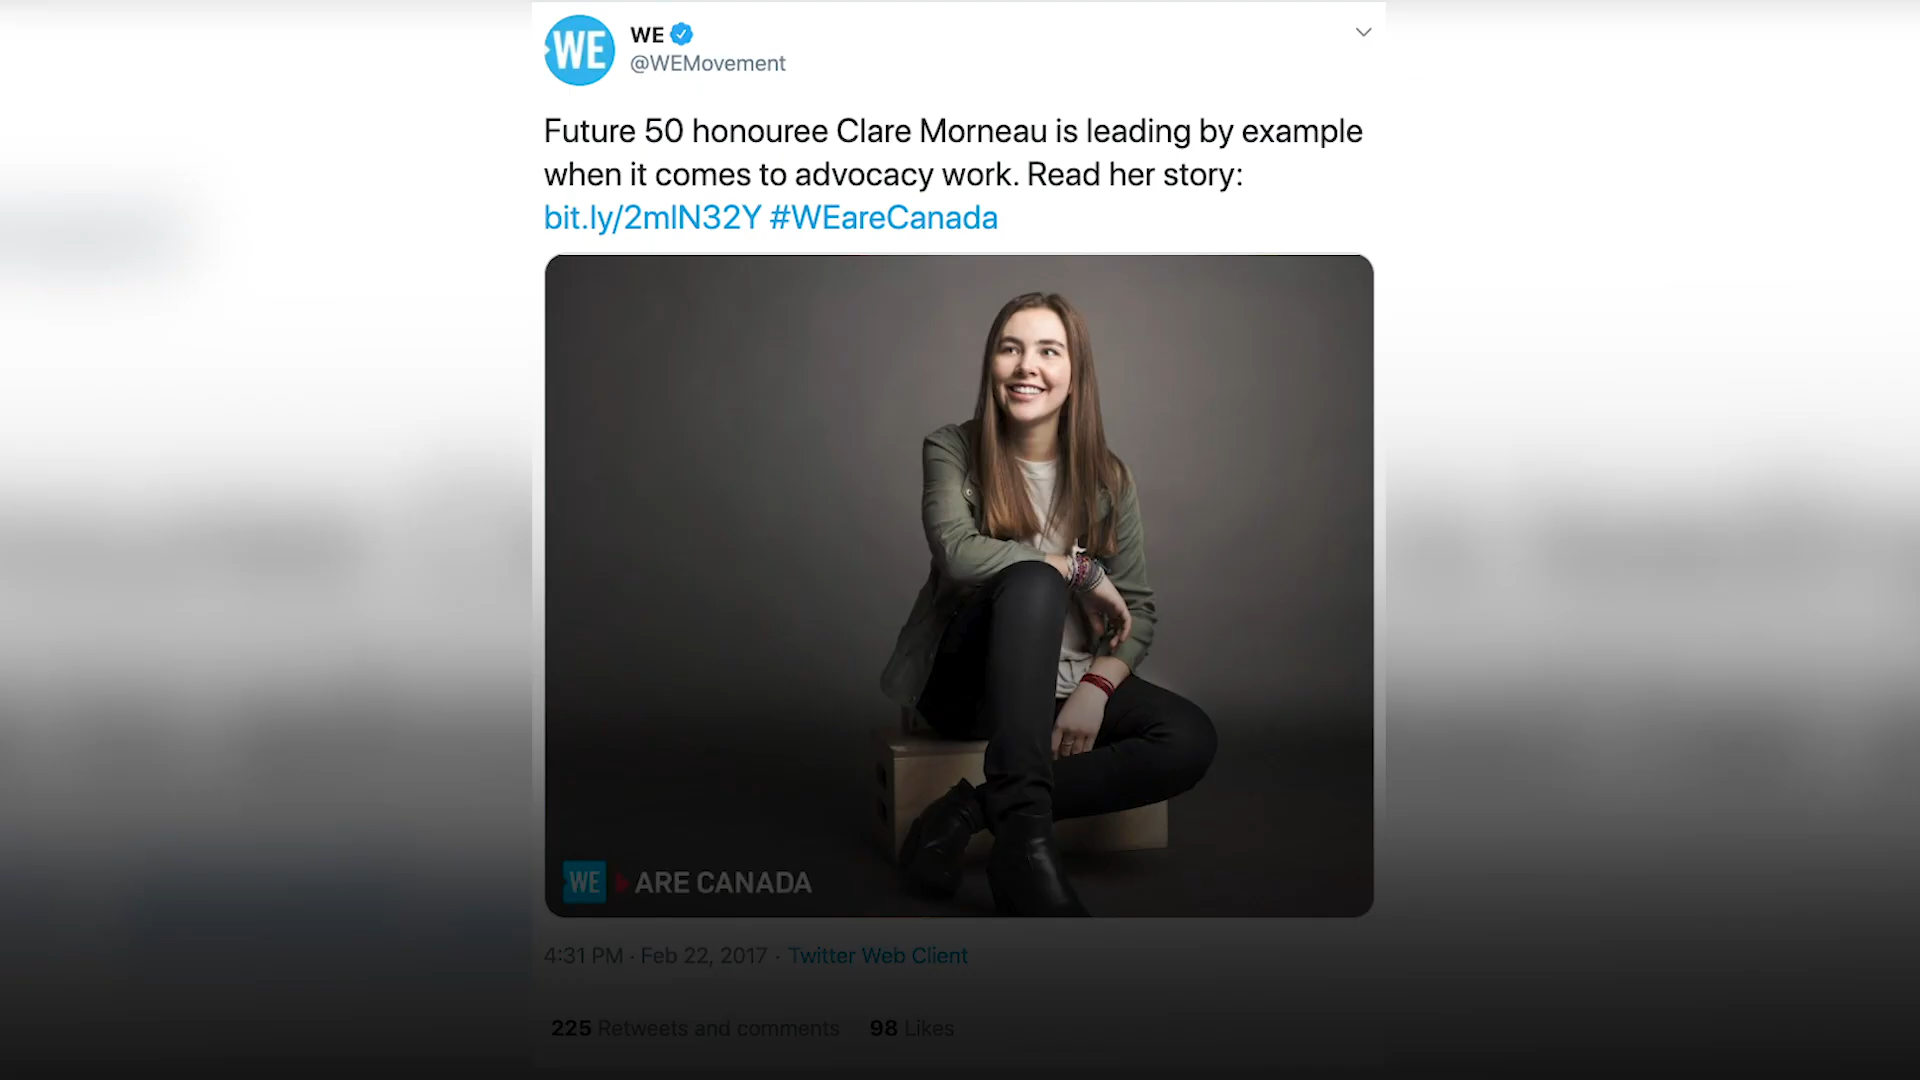 WE
WE
@WEMovement
Future 50 honouree Clare Morneau is leading by example
when it comes to advocacy work. Read her story:
bit.ly/2mlN32Y #WEareCanada
WE ARE CANADA
4:31 PM · Feb 22, 2017 · Twitter Web Client
225 Retweets and comments 98 Likes